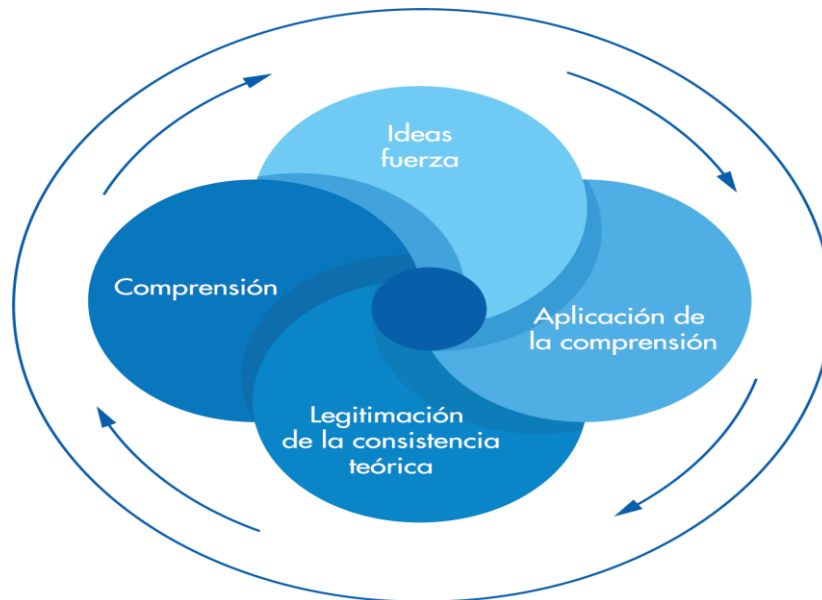 Ideas
fuerza
Comprensión
Aplicación de
la comprensión
Legitimación
de la consistencia
teórica